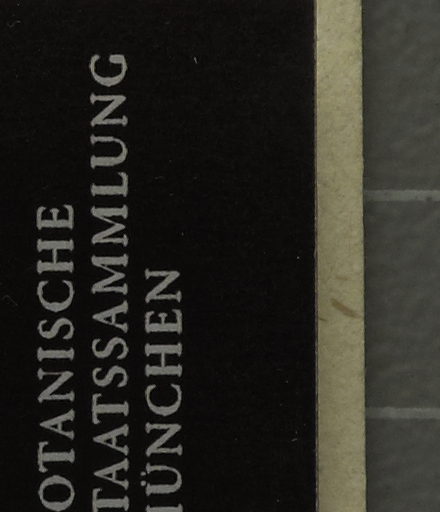 OTANISCHE
TAATSSAMMLUNG
ÜNCHEN